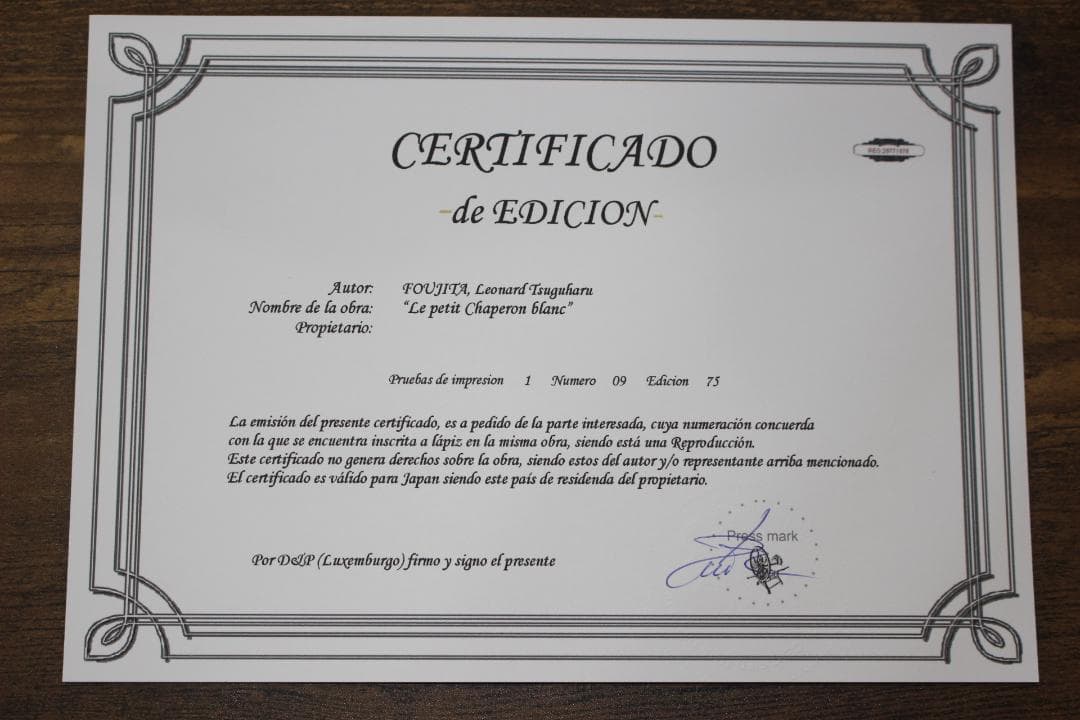 CERTIFICADO
-de EDICION-
Autor: FOUJITA, Leonard Tsuguharu
Nombre de la obra: “Le petit Chaperon blanc”
Propietario:
Pruebas de impresion 1 Numero 09 Edicion 75
La emisión del presente certificado, es a pedido de la parte interesada, cuya numeración concuerda
con la que se encuentra inscrita a lápiz en la misma obra, siendo está una Reproducción.
Este certificado no genera derechos sobre la obra, siendo estos del autor y/o representante arriba mencionado.
El certificado es válido para Japan siendo este país de residenda del propietario.
Press mark
Por D&P (Luxemburgo) firmo y signo el presente